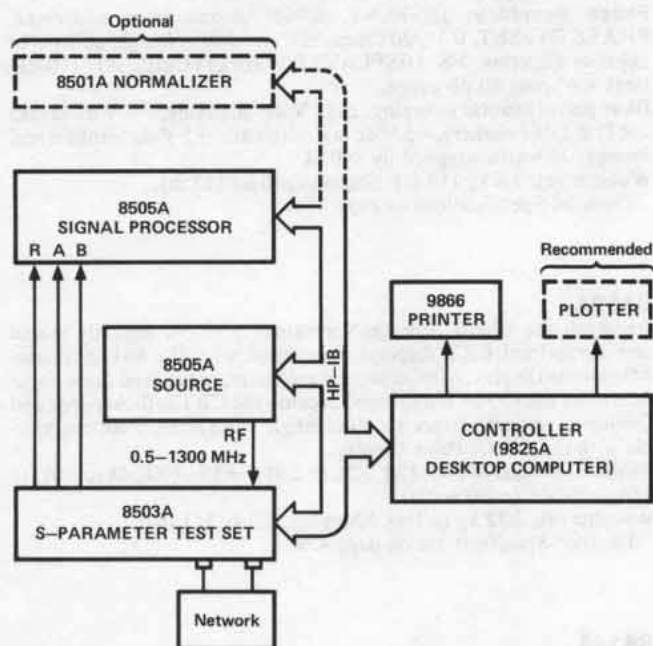 Optional
8501A NORMALIZER
8505A
SIGNAL PROCESSOR
R A B
Recommended
9866
PRINTER
PLOTTER
8505A
SOURCE
HP–IB
RF
0.5–1300 MHz
CONTROLLER
(9825A
DESKTOP COMPUTER)
8503A
S–PARAMETER TEST SET
Network